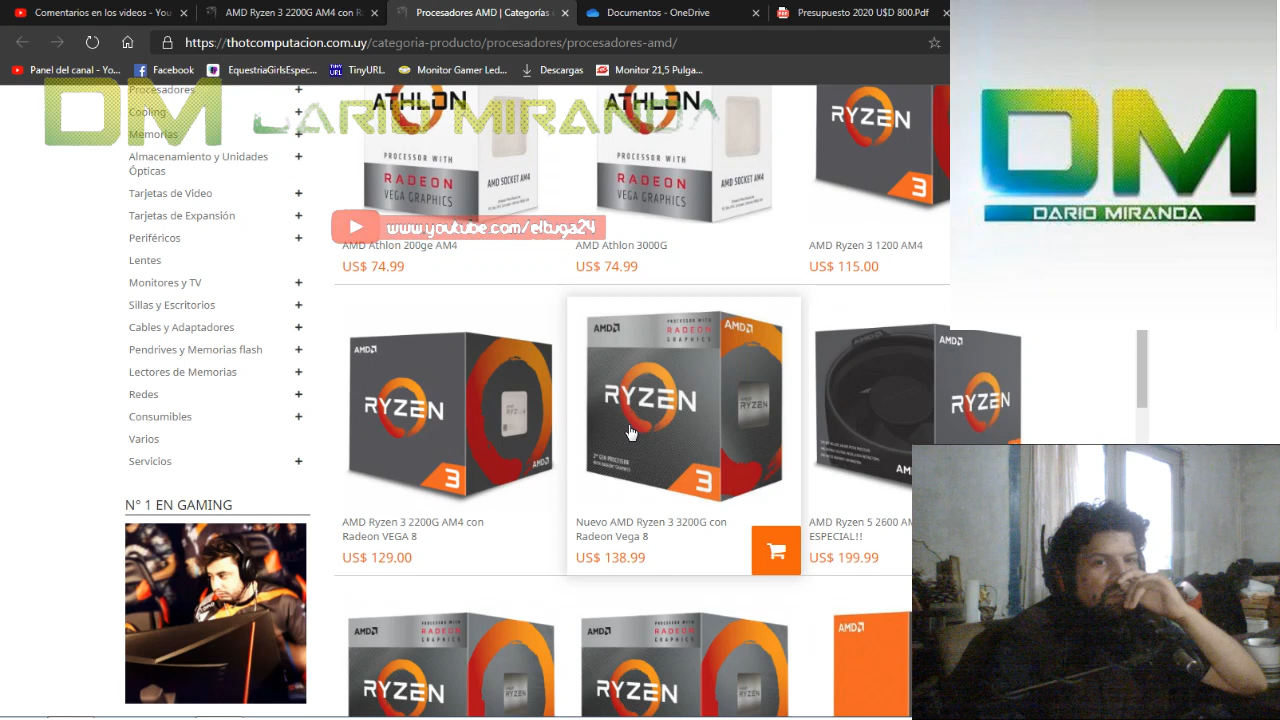 Comentarios en los videos - You
AMD Ryzen 3 2200G AM4 con R
Procesadores AMD | Categorías
Documentos - OneDrive
Presupuesto 2020 U$D 800.Pdf
https://thotcomputacion.com.uy/categoria-producto/procesadores/procesadores-amd/
Panel del canal - Yo...
Facebook
EquestriaGirlsEspec...
TINY URL
TinyURL
Monitor Gamer Led...
Descargas
Monitor 21,5 Pulga...
DM DARIO MIRANDA
DM
DARIO MIRANDA
www.youtube.com/eltuga24
Procesadores +
Cooling +
Memorias +
Almacenamiento y Unidades +
Ópticas
Tarjetas de Video +
Tarjetas de Expansión +
Periféricos +
Lentes
Monitores y TV +
Sillas y Escritorios +
Cables y Adaptadores +
Pendrives y Memorias flash +
Lectores de Memorias +
Redes +
Consumibles +
Varios
Servicios +
N° 1 EN GAMING
ATHLON
PROCESSOR WITH
RADEON
VEGA GRAPHICS
AMD SOCKET AM4
ATHLON
PROCESSOR WITH
RADEON
VEGA GRAPHICS
AMD SOCKET AM4
RYZEN
3
AMD Athlon 200ge AM4
US$ 74.99
AMD Athlon 3000G
US$ 74.99
AMD Ryzen 3 1200 AM4
US$ 115.00
AMD
RYZEN
3
AMD
AMD
PROCESSOR WITH
RADEON
GRAPHICS
AMD
RYZEN
RYZEN
3
AMD
RYZEN
AM
AMD Ryzen 3 2200G AM4 con
Radeon VEGA 8
US$ 129.00
Nuevo AMD Ryzen 3 3200G con
Radeon Vega 8
US$ 138.99
AMD Ryzen 5 2600 AM
ESPECIAL!!
US$ 199.99
AMD
RADEON
GRAPHICS
RYZEN
AMD
RADEON
GRAPHICS
RYZEN
AMD